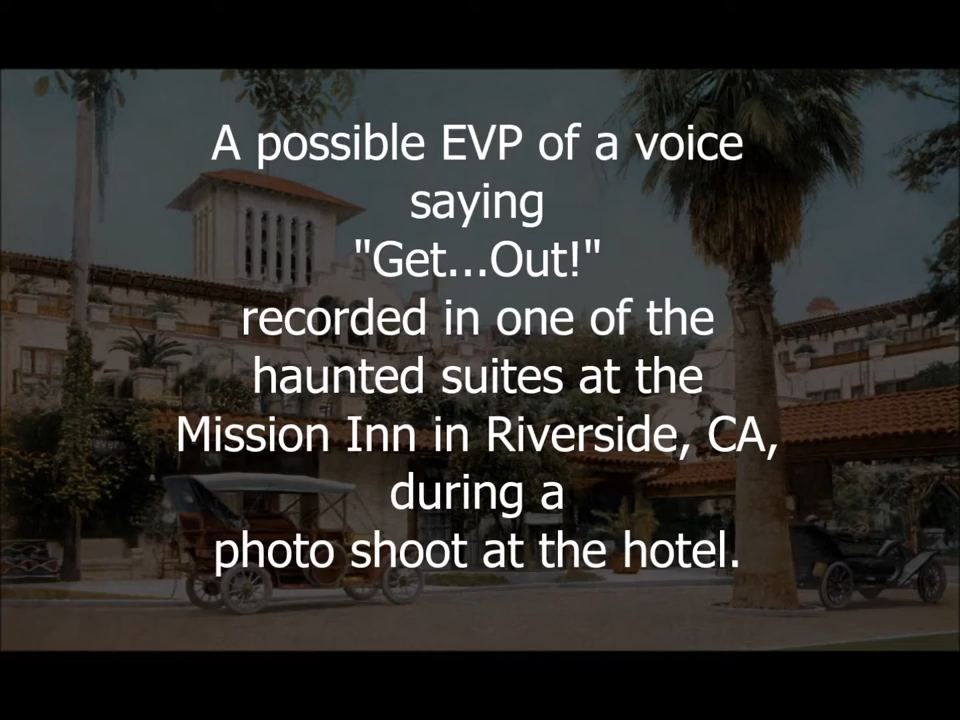 A possible EVP of a voice
saying
"Get...Out!"
recorded in one of the
haunted suites at the
Mission Inn in Riverside, CA,
during a
photo shoot at the hotel.